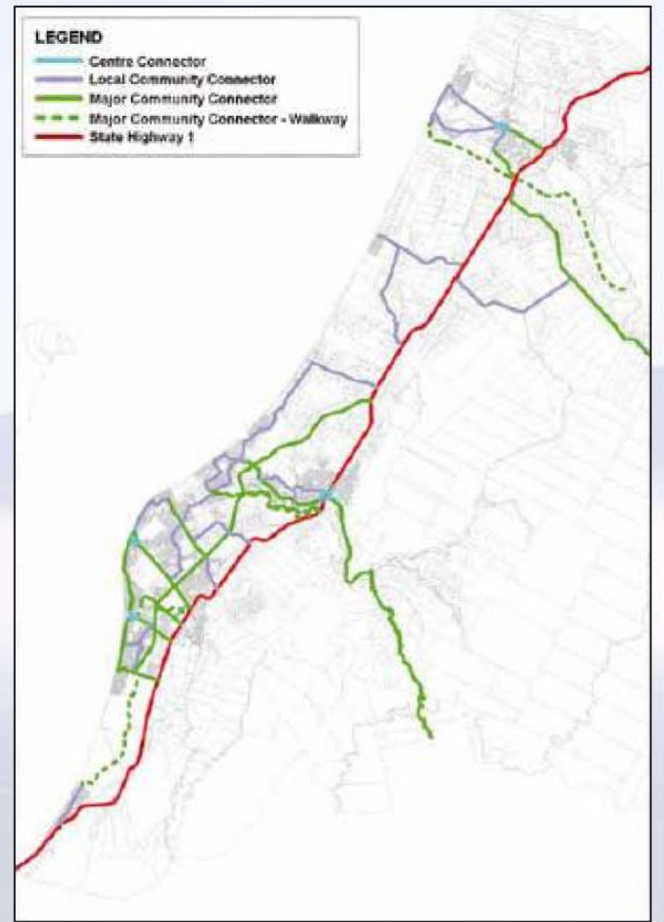 LEGEND
Centre Connector
Local Community Connector
Major Community Connector
Major Community Connector - Walkway
State Highway 1